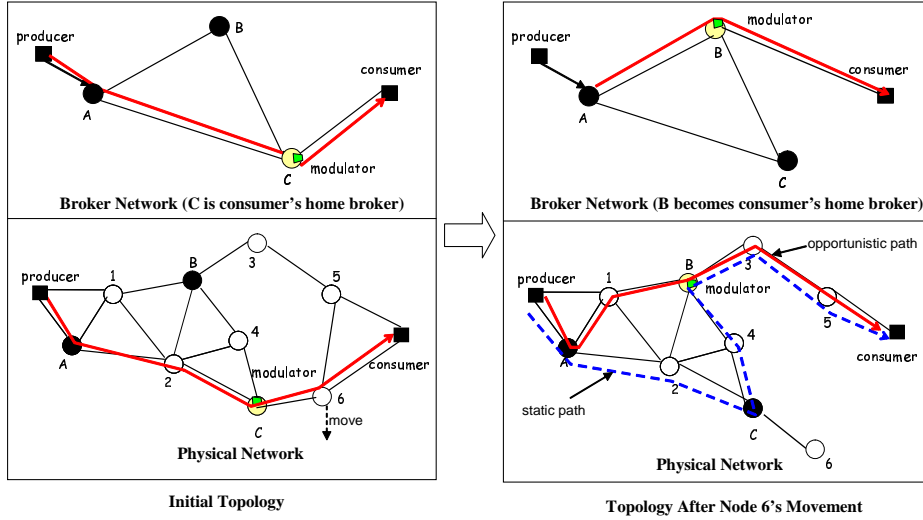 producer
B
modulator
consumer
A
C
Broker Network (C is consumer's home broker)
producer
modulator
B
consumer
A
C
Broker Network (B becomes consumer's home broker)
producer
1
B
3
5
4
A
2
modulator
consumer
C
6
move
Physical Network
producer
1
B
3
opportunistic path
modulator
5
4
consumer
A
2
static path
C
6
Physical Network
Initial Topology
Topology After Node 6's Movement